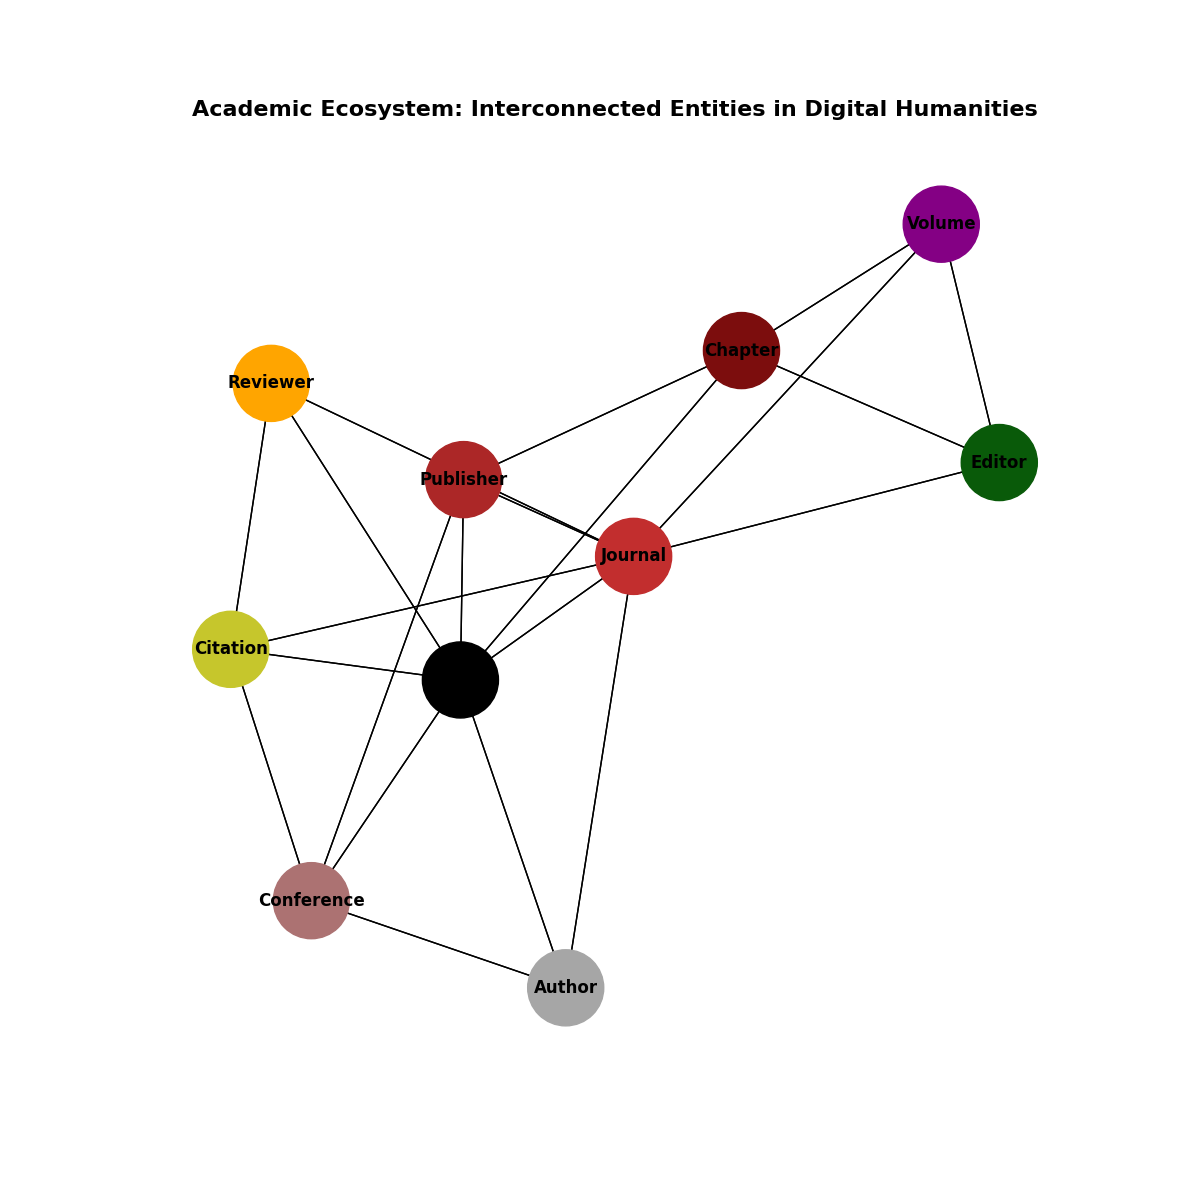 Academic Ecosystem: Interconnected Entities in Digital Humanities
Volume
Chapter
Reviewer
Editor
Publisher
Journal
Citation
Conference
Author